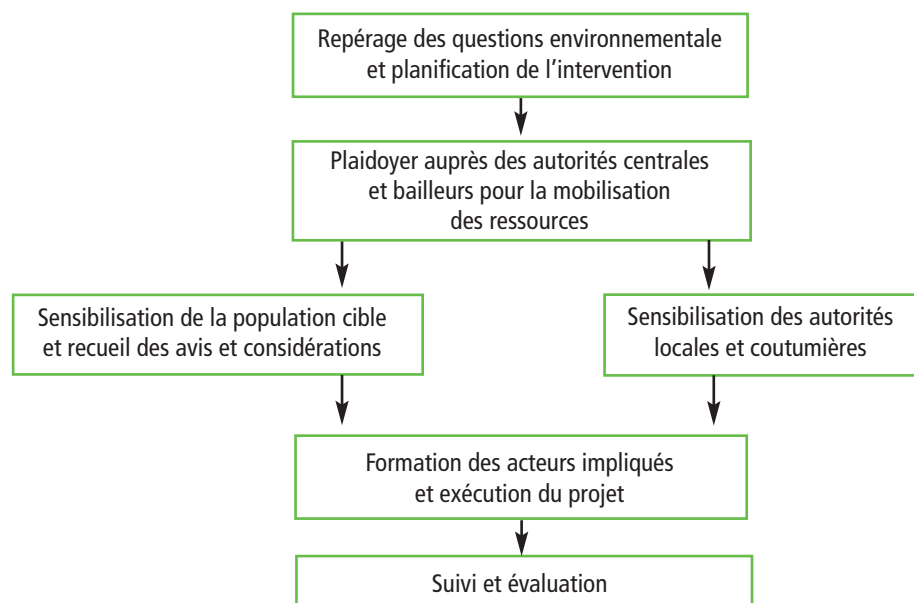 Repérage des questions environnementale
et planification de l'intervention
Plaidoyer auprès des autorités centrales
et bailleurs pour la mobilisation
des ressources
Sensibilisation de la population cible
et recueil des avis et considérations
Sensibilisation des autorités
locales et coutumières
Formation des acteurs impliqués
et exécution du projet
Suivi et évaluation